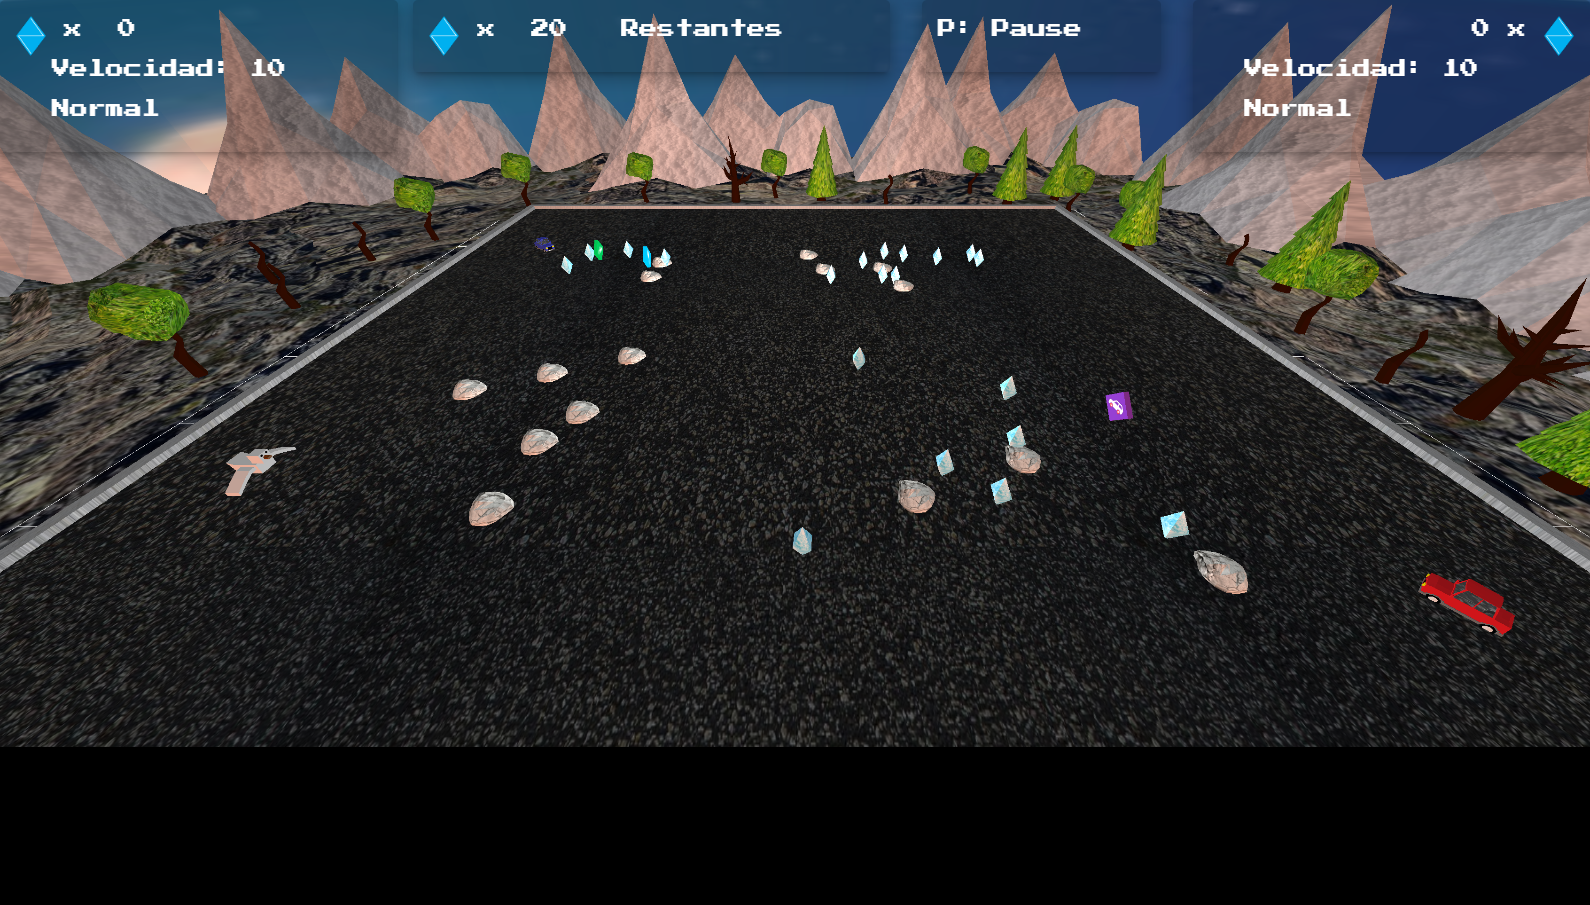 x 0
Velocidad: 10
Normal
x 20 Restantes
P: Pause
0 x
Velocidad: 10
Normal